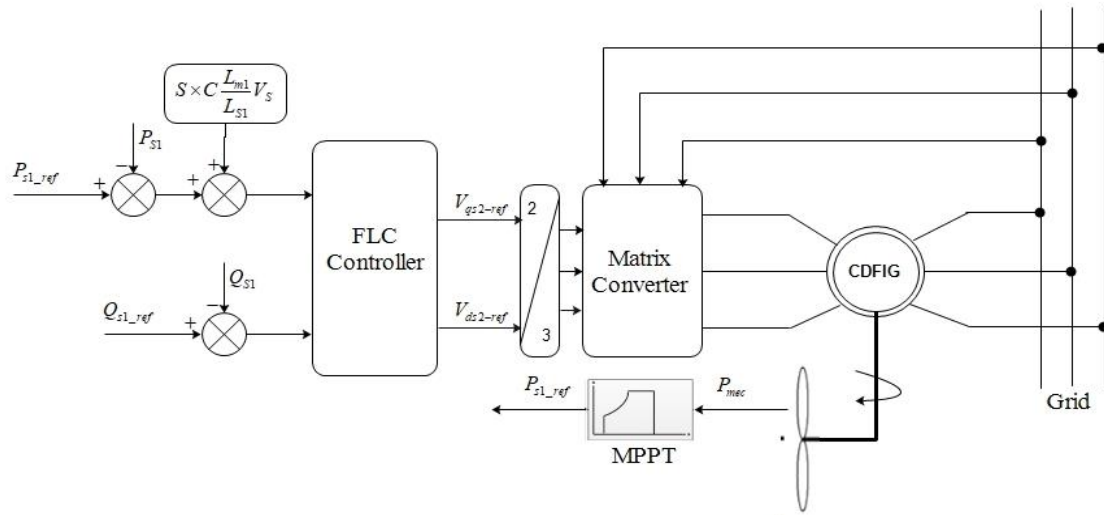 S × C L_m1 / L_S1 V_S
P_S1
P_s1_ref
−
+
+
+
FLC
Controller
V_qs2-ref
V_ds2-ref
2
3
Matrix
Converter
CDFIG
Q_S1
Q_s1_ref
−
+
P_s1_ref
P_mec
MPPT
Grid